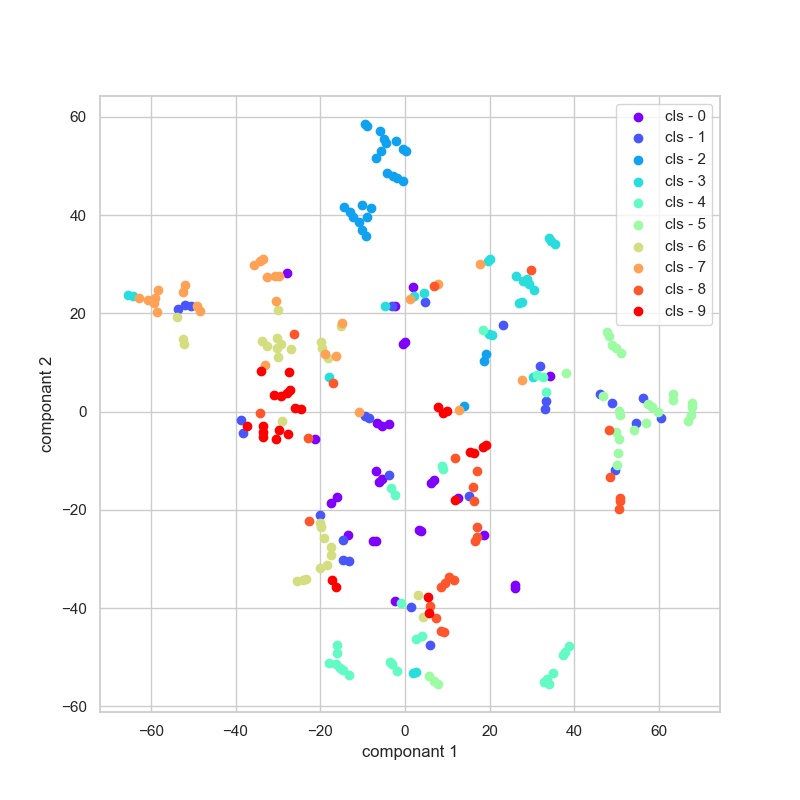 60
40
20
0
−20
−40
−60
componant 2
−60
−40
−20
0
20
40
60
componant 1
cls - 0
cls - 1
cls - 2
cls - 3
cls - 4
cls - 5
cls - 6
cls - 7
cls - 8
cls - 9